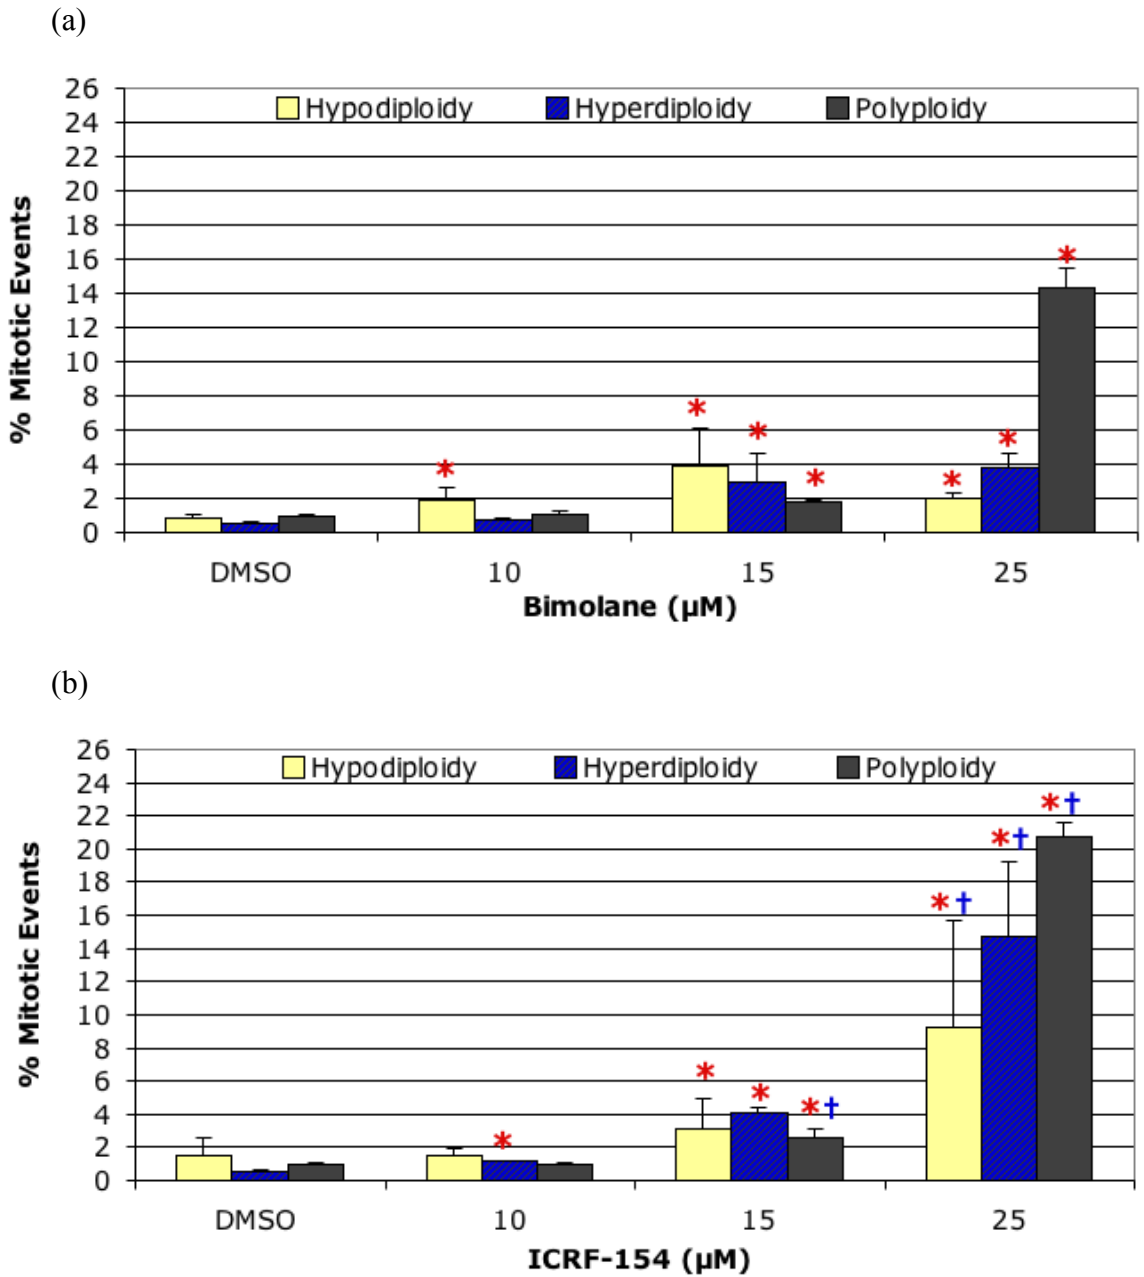 (a)
26
Hypodiploidy Hyperdiploidy Polyploidy
24
22
20
18
16 *
14
12
10
8
6 * *
4 * * * *
2
0
% Mitotic Events
DMSO 10 15 25
Bimolane (µM)
(b)
26
Hypodiploidy Hyperdiploidy Polyploidy
24
22 *†
20 *†
18
16 *†
14
12
10
8
6 *
4 * *†
2 *
0
% Mitotic Events
DMSO 10 15 25
ICRF-154 (µM)